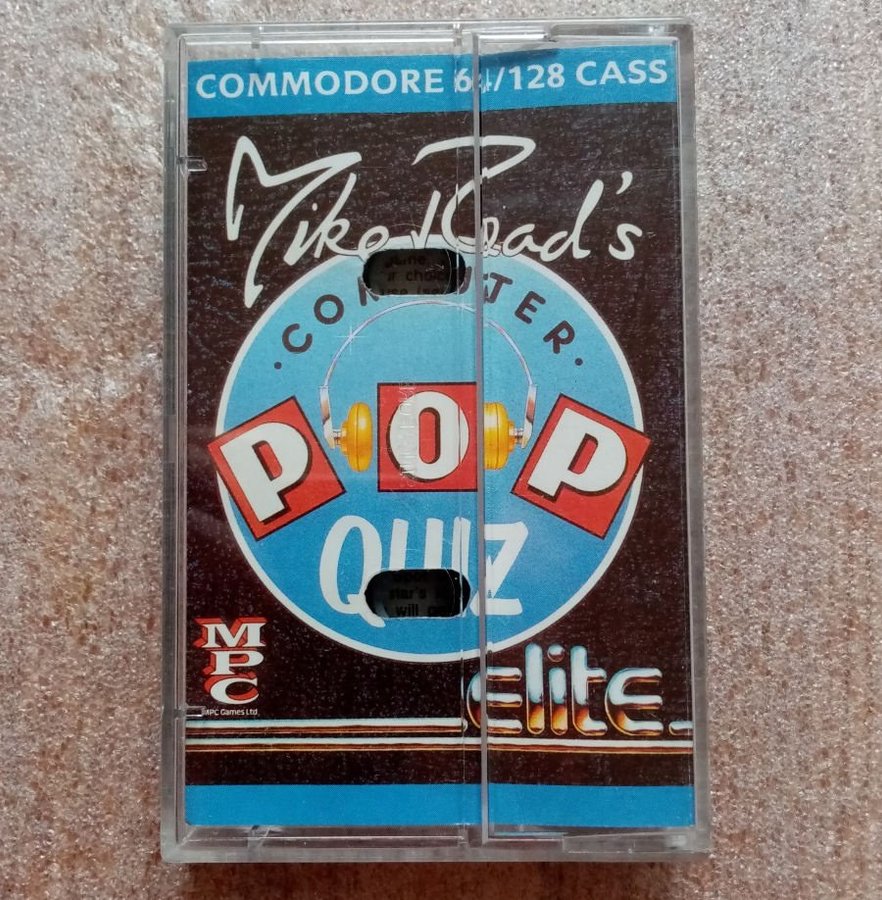 COMMODORE 64/128 CASS
Mike Read's
COMPUTER
POP
QUIZ
MPC
MPC Games Ltd
elite